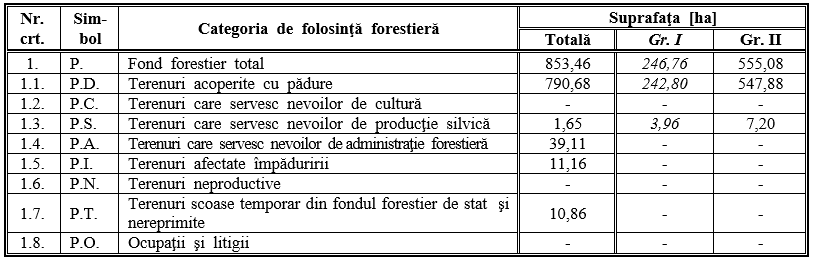 Nr. crt. Sim- bol Categoria de folosinţă forestieră Suprafaţa [ha]
Totală Gr. I Gr. II
1. P. Fond forestier total 853,46 246,76 555,08
1.1. P.D. Terenuri acoperite cu pădure 790,68 242,80 547,88
1.2. P.C. Terenuri care servesc nevoilor de cultură - - -
1.3 P.S. Terenuri care servesc nevoilor de producţie silvică 1,65 3,96 7,20
1.4. P.A. Terenuri care servesc nevoilor de administraţie forestieră 39,11 - -
1.5. P.I. Terenuri afectate împăduririi 11,16 - -
1.6. P.N. Terenuri neproductive - - -
1.7. P.T. Terenuri scoase temporar din fondul forestier de stat şi
nereprimite 10,86 - -
1.8. P.O. Ocupaţii şi litigii - - -